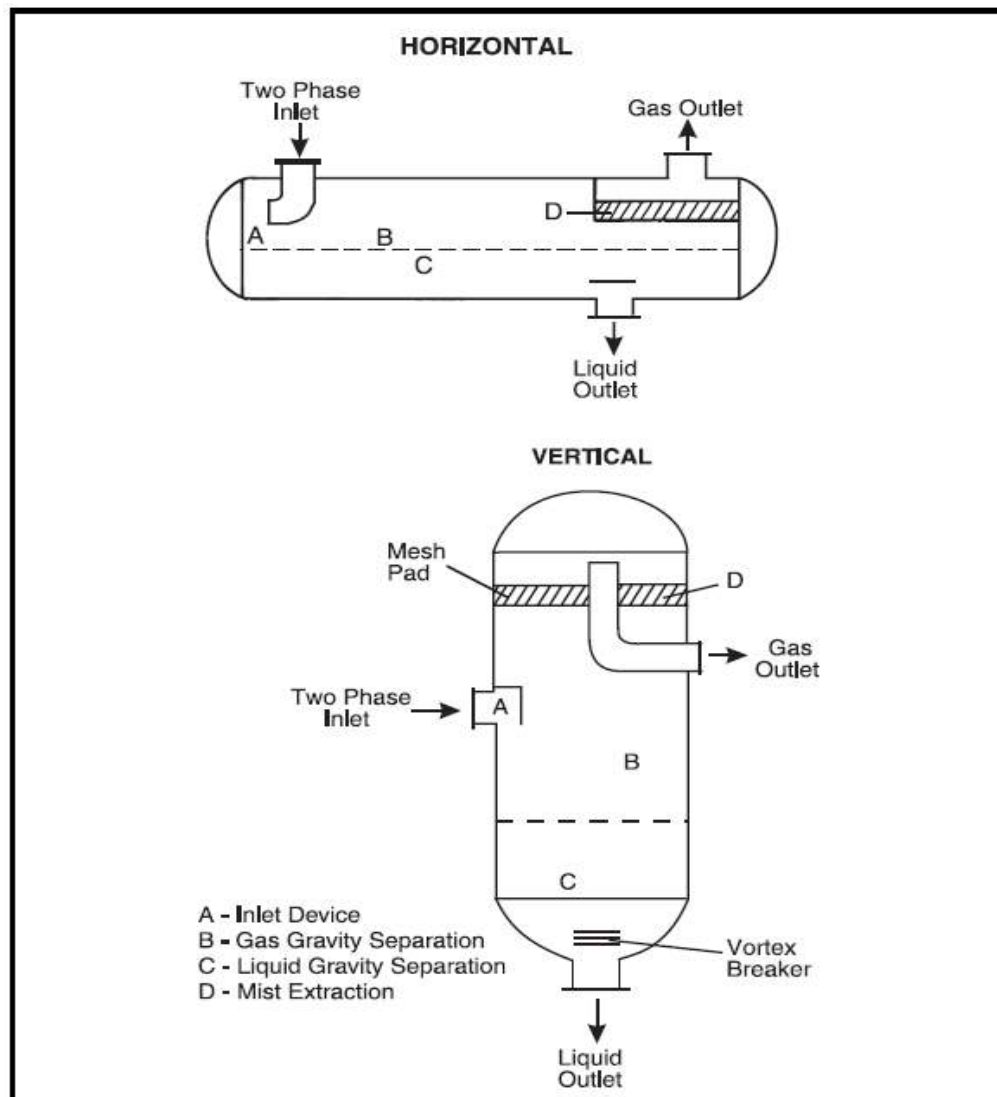 HORIZONTAL
Two Phase
Inlet
Gas Outlet
D
A
B
C
Liquid
Outlet
VERTICAL
Mesh
Pad
D
Gas
Outlet
Two Phase
Inlet
A
B
C
A - Inlet Device
B - Gas Gravity Separation
C - Liquid Gravity Separation
D - Mist Extraction
Vortex
Breaker
Liquid
Outlet